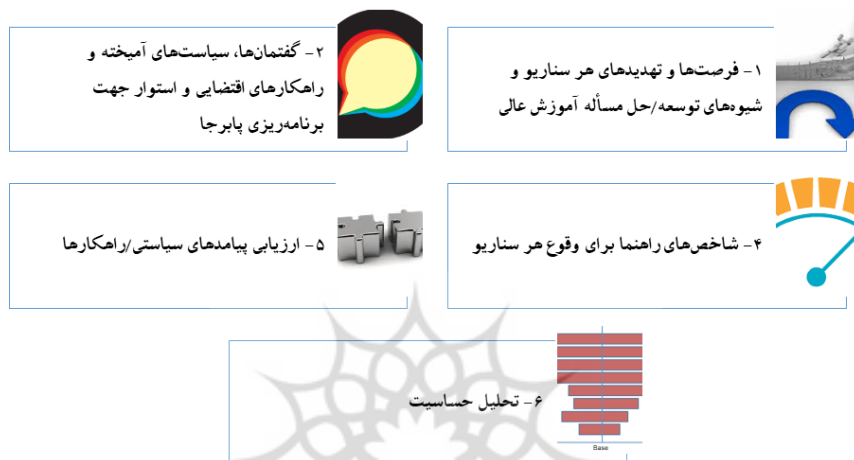 ۱- فرصت‌ها و تهدیدهای هر سناریو و
شیوه‌های توسعه/حل مسأله آموزش عالی
۲- گفتمان‌ها، سیاست‌های آمیخته و
راهکارهای اقتضایی و استوار جهت
برنامه‌ریزی پابرجا
۴- شاخص‌های راهنما برای وقوع هر سناریو
۵- ارزیابی پیامدهای سیاستی/راهکارها
۶- تحلیل حساسیت
Base